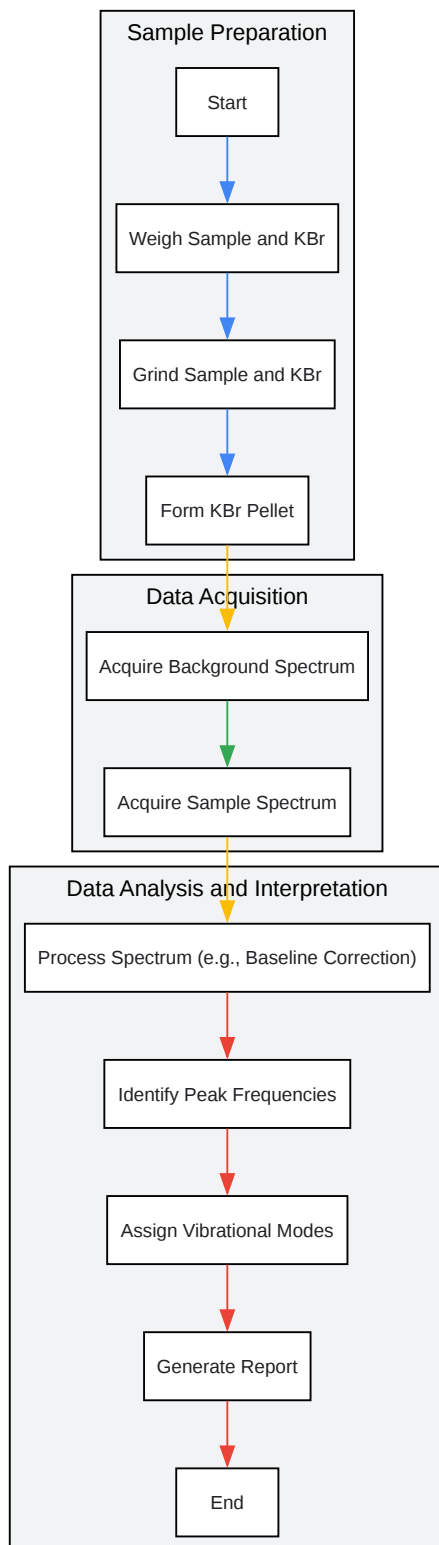 Sample Preparation
Start
Weigh Sample and KBr
Grind Sample and KBr
Form KBr Pellet
Data Acquisition
Acquire Background Spectrum
Acquire Sample Spectrum
Data Analysis and Interpretation
Process Spectrum (e.g., Baseline Correction)
Identify Peak Frequencies
Assign Vibrational Modes
Generate Report
End